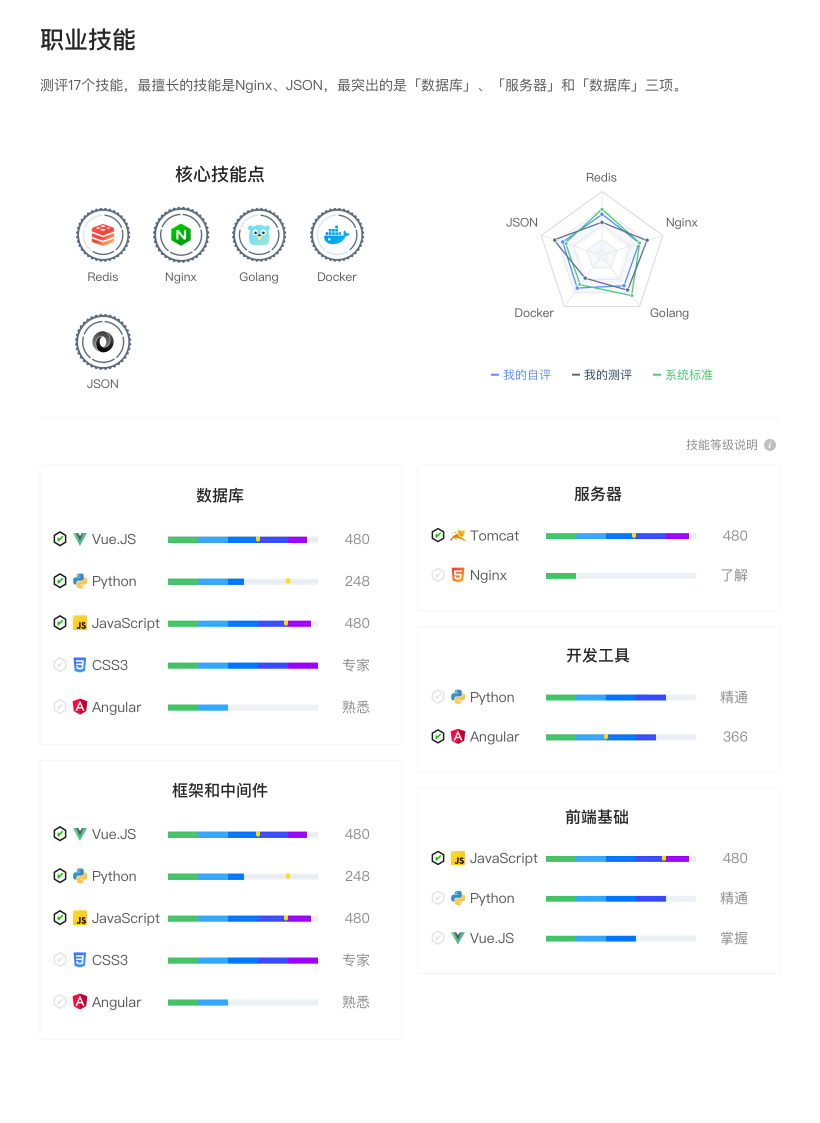 职业技能
测评17个技能，最擅长的技能是Nginx、JSON，最突出的是「数据库」、「服务器」和「数据库」三项。
核心技能点
Redis
Nginx
Golang
Docker
JSON
Redis
JSON
Nginx
Docker
Golang
我的自评
我的测评
系统标准
技能等级说明
数据库
Vue.JS 480
Python 248
JavaScript 480
CSS3 专家
Angular 熟悉
框架和中间件
Vue.JS 480
Python 248
JavaScript 480
CSS3 专家
Angular 熟悉
服务器
Tomcat 480
Nginx 了解
开发工具
Python 精通
Angular 366
前端基础
JavaScript 480
Python 精通
Vue.JS 掌握